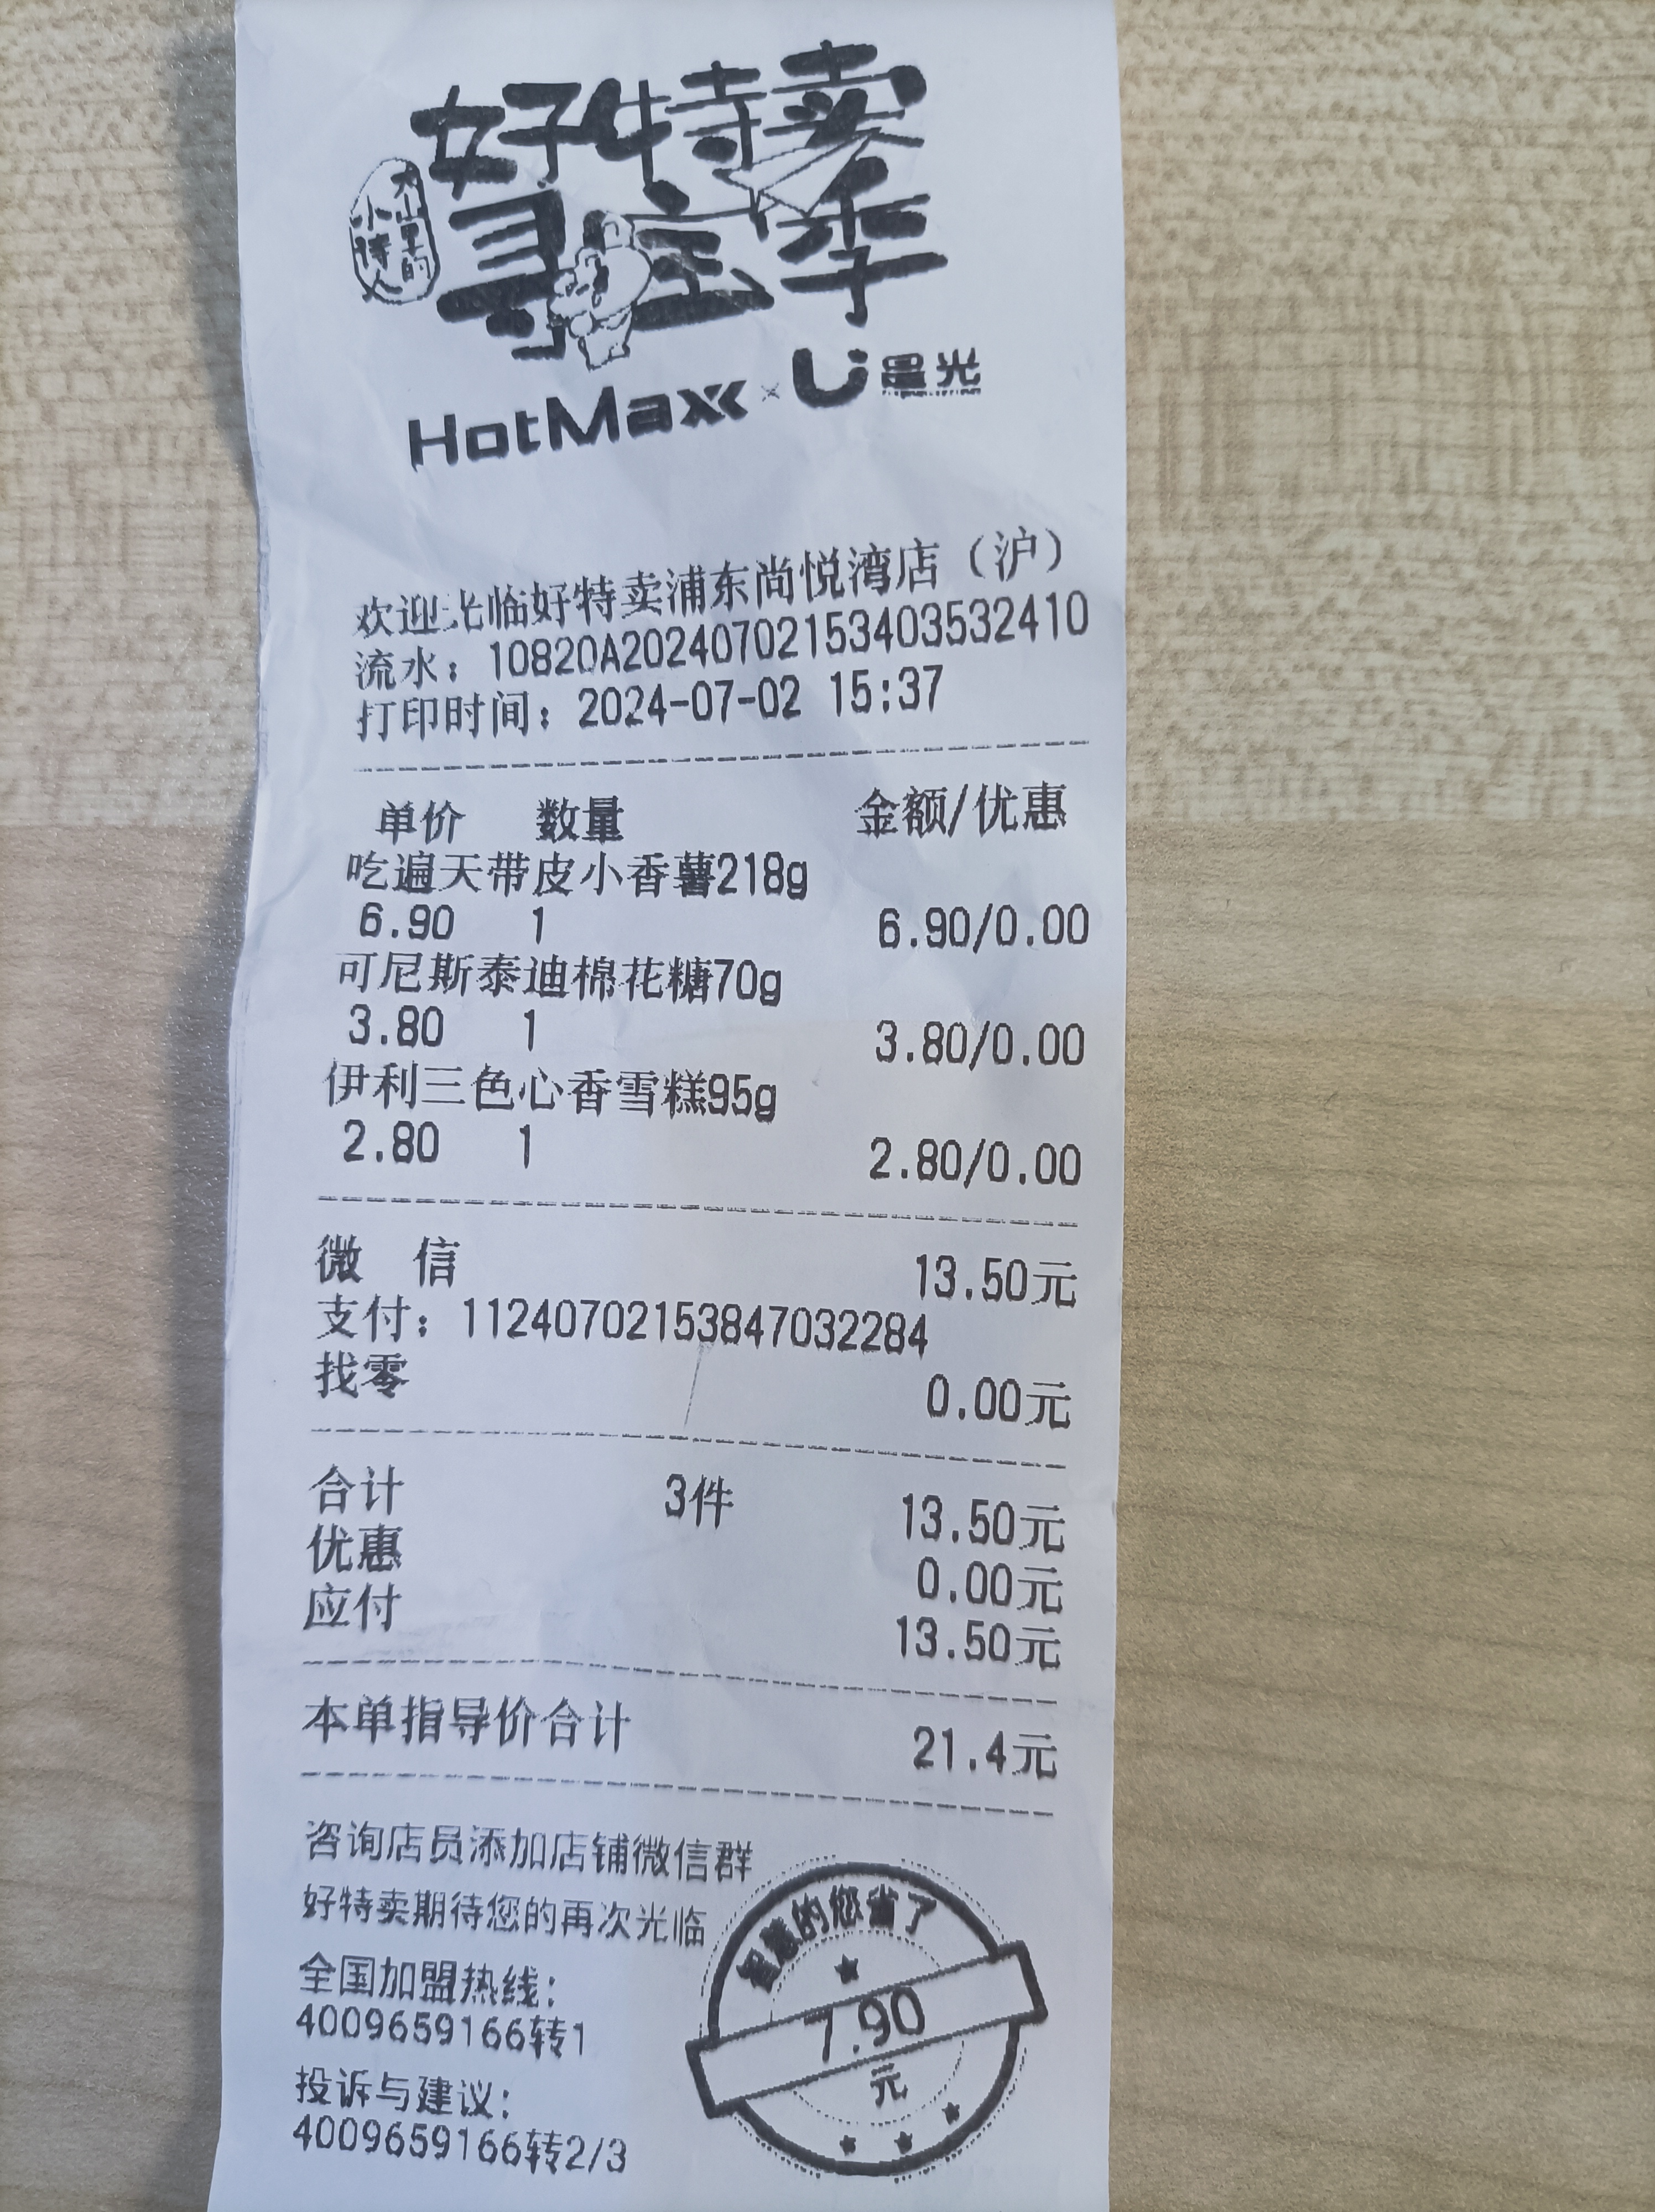 好特卖
寻宝季
大山里的
小诗人
HotMaxx × U 星光
欢迎光临好特卖浦东尚悦湾店（沪）
流水：10820A20240702153403532410
打印时间：2024-07-02 15:37
单价 数量 金额/优惠
吃遍天带皮小香薯218g
6.90 1 6.90/0.00
可尼斯泰迪棉花糖70g
3.80 1 3.80/0.00
伊利三色心香雪糕95g
2.80 1 2.80/0.00
微 信 13.50元
支付：11240702153847032284
找零 0.00元
合计 3件 13.50元
优惠 0.00元
应付 13.50元
本单指导价合计 21.4元
咨询店员添加店铺微信群
好特卖期待您的再次光临
全国加盟热线：
4009659166转1
投诉与建议：
4009659166转2/3
智慧的您省了
7.90
元